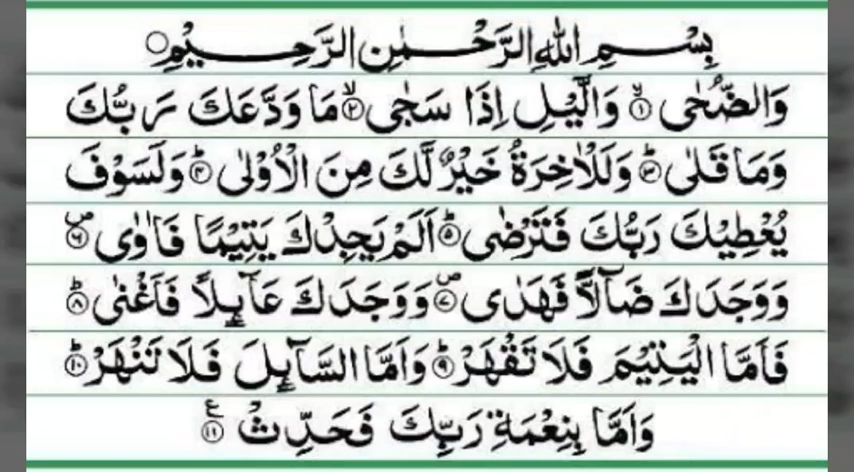 بِسْمِ اللهِ الرَّحْمٰنِ الرَّحِيْمِ ○
وَالضُّحٰى ۙ﴿۱﴾ وَالَّيْلِ اِذَا سَجٰى ۙ﴿۲﴾ مَا وَدَّعَكَ رَبُّكَ
وَمَا قَلٰى ؕ﴿۳﴾ وَلَلْاٰخِرَةُ خَيْرٌ لَّكَ مِنَ الْاُوْلٰى ؕ﴿۴﴾ وَلَسَوْفَ
يُعْطِيْكَ رَبُّكَ فَتَرْضٰى ؕ﴿۵﴾ اَلَمْ يَجِدْكَ يَتِيْمًا فَاٰوٰى ۪﴿۶﴾
وَوَجَدَكَ ضَآلًّا فَهَدٰى ۪﴿۷﴾ وَوَجَدَكَ عَآئِلًا فَاَغْنٰى ؕ﴿۸﴾
فَاَمَّا الْيَتِيْمَ فَلَا تَقْهَرْ ؕ﴿۹﴾ وَاَمَّا السَّآئِلَ فَلَا تَنْهَرْ ؕ﴿۱۰﴾
وَاَمَّا بِنِعْمَةِ رَبِّكَ فَحَدِّثْ ﴿۱۱﴾ ع